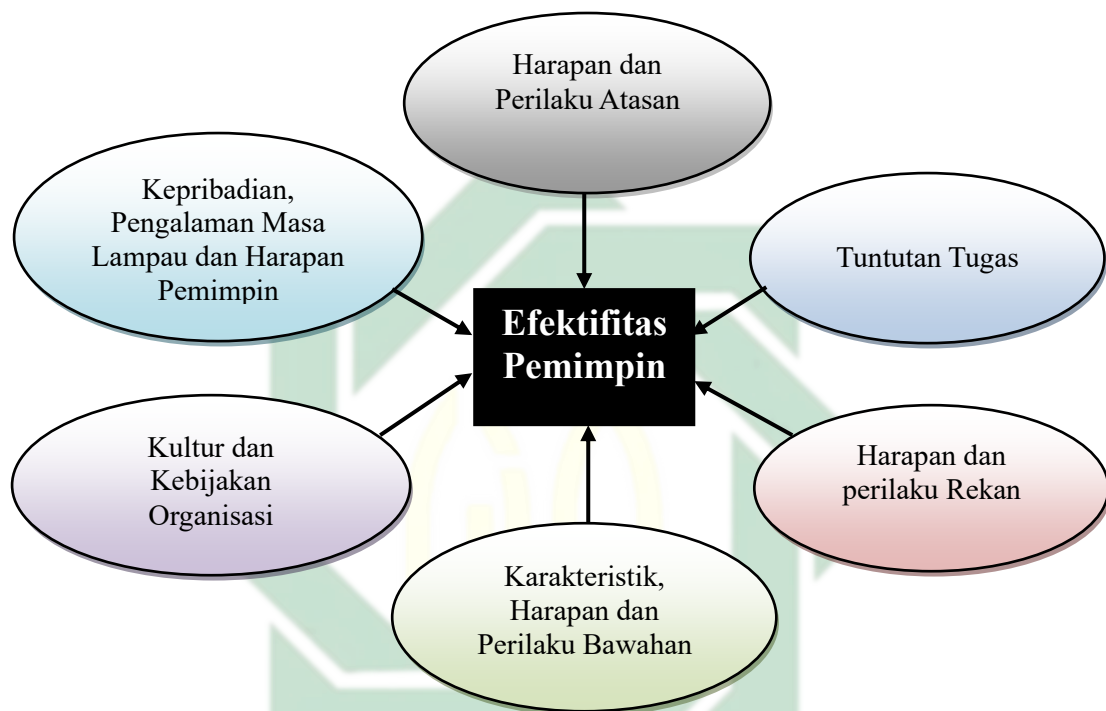 Harapan dan
Perilaku Atasan
Kepribadian,
Pengalaman Masa
Lampau dan Harapan
Pemimpin
Tuntutan Tugas
Efektifitas
Pemimpin
Kultur dan
Kebijakan
Organisasi
Harapan dan
perilaku Rekan
Karakteristik,
Harapan dan
Perilaku Bawahan